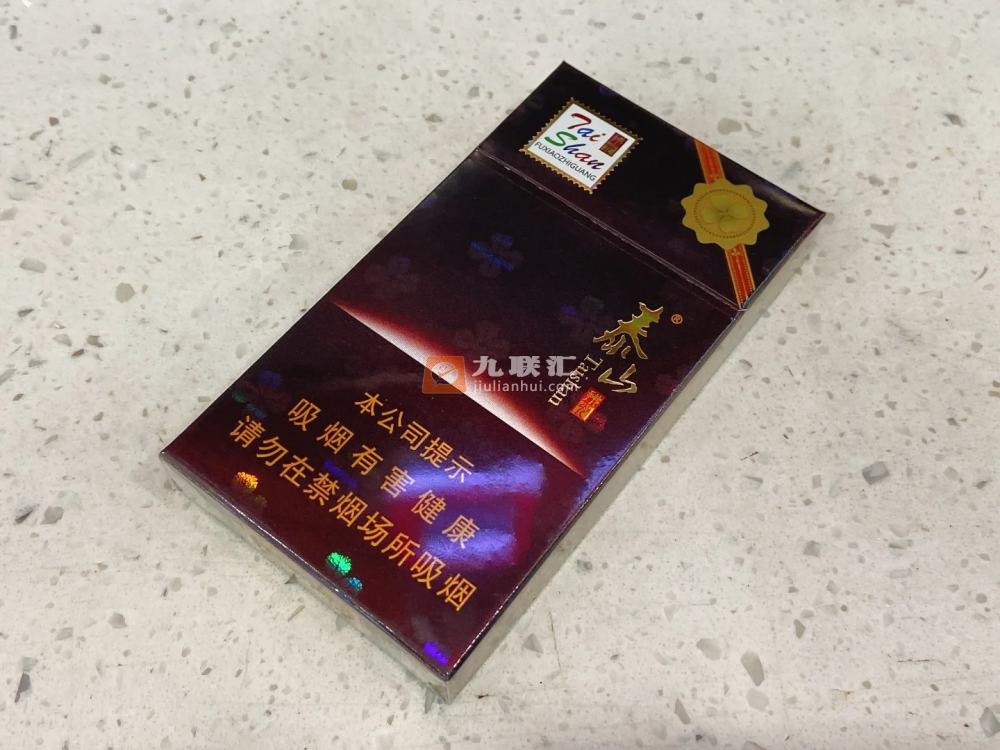 Tai
Shan
FUXIAOZHIGUANG
泰山®
Taishan
九联汇
jiulianhui.com
本公司提示
吸烟有害健康
请勿在禁烟场所吸烟